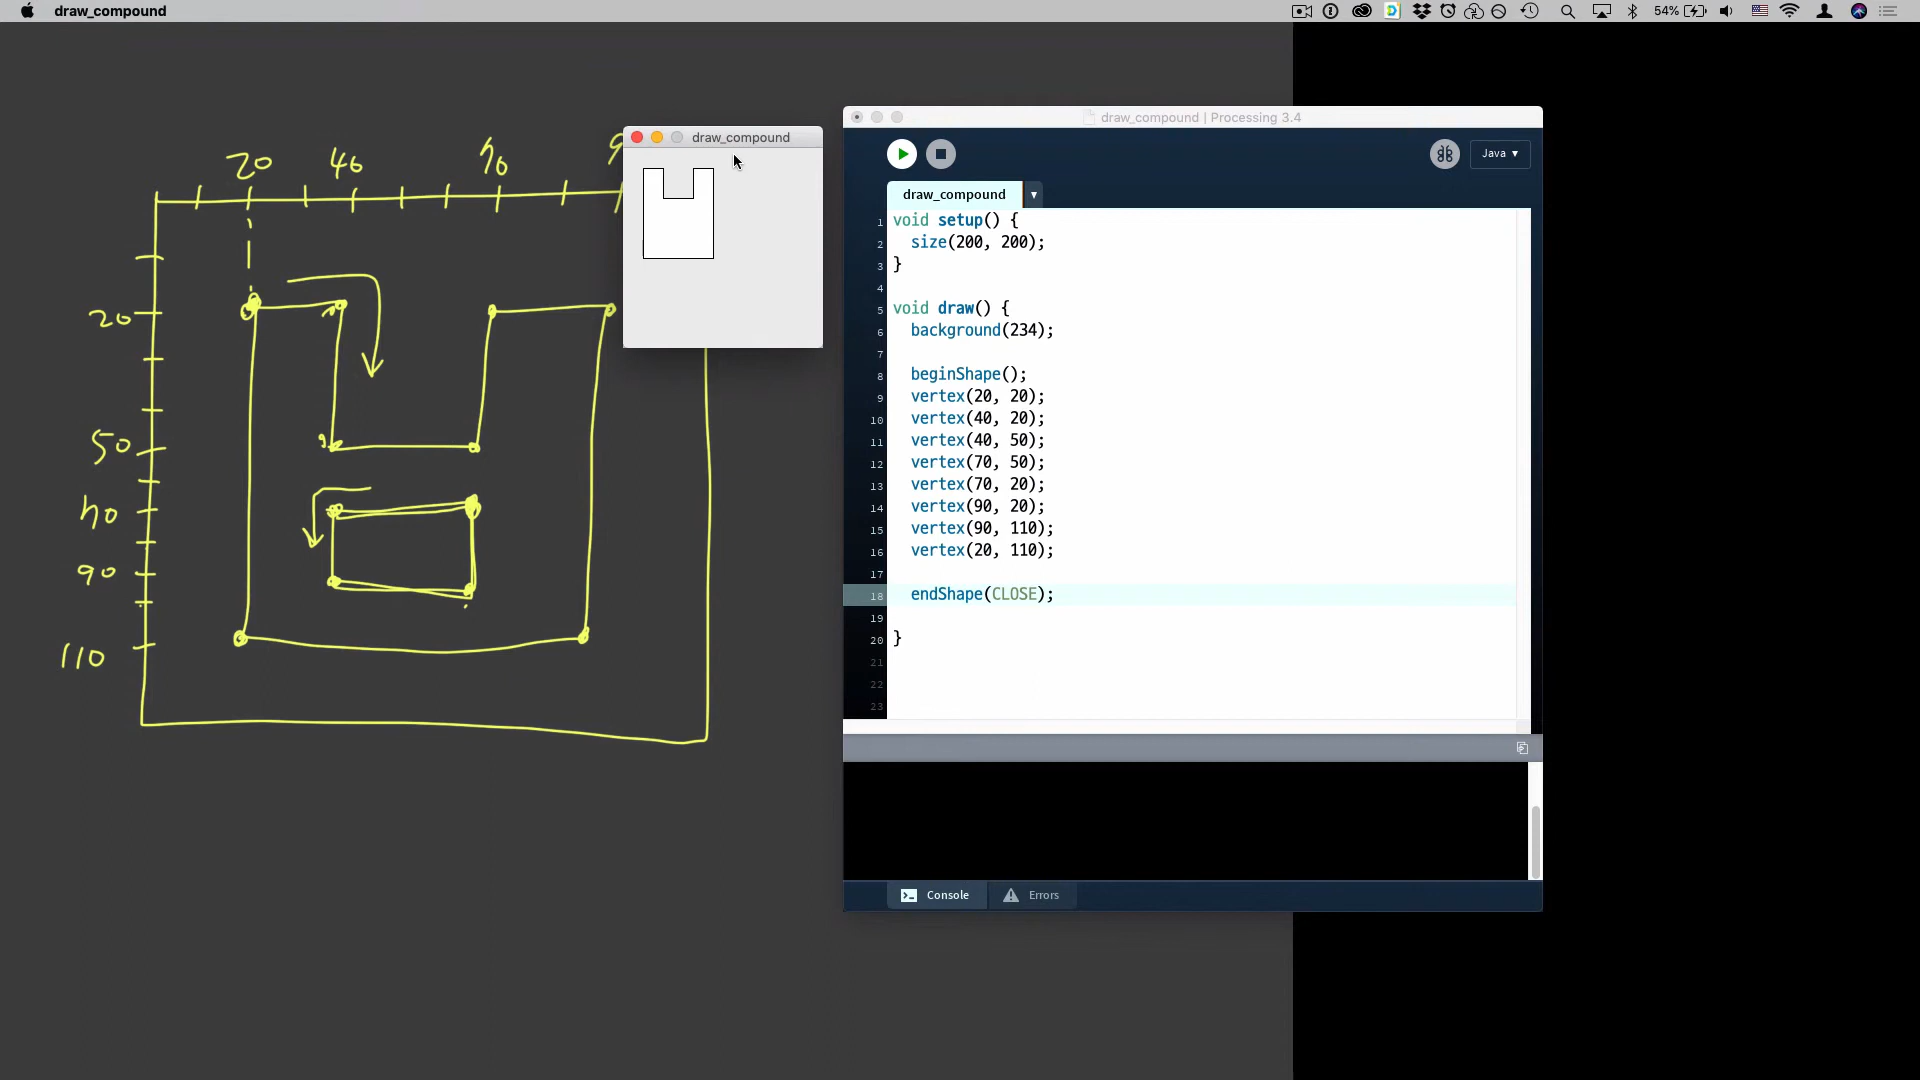 draw_compound
54%
20 40 70
draw_compound
draw_compound | Processing 3.4
Java
draw_compound
1 void setup() {
2 size(200, 200);
3 }
4
5 void draw() {
6 background(234);
7
8 beginShape();
9 vertex(20, 20);
10 vertex(40, 20);
11 vertex(40, 50);
12 vertex(70, 50);
13 vertex(70, 20);
14 vertex(90, 20);
15 vertex(90, 110);
16 vertex(20, 110);
17
18 endShape(CLOSE);
19
20 }
21
22
23
20
50
70
90
110
Console Errors